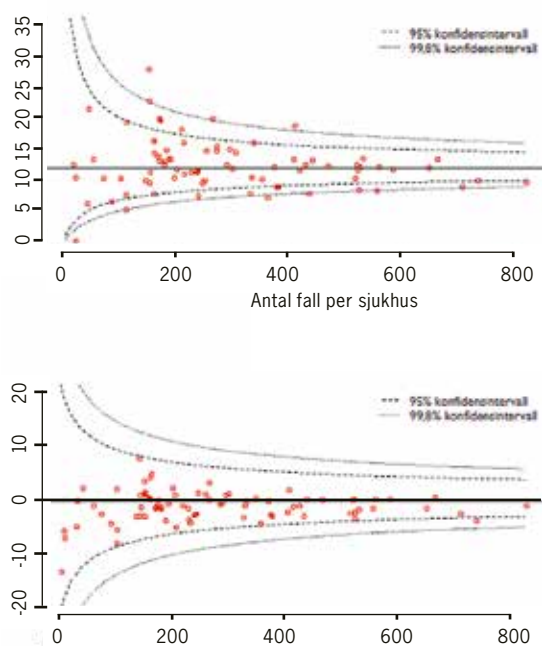 35
30
25
20
15
10
5
0
95% konfidensintervall
99,8% konfidensintervall
0 200 400 600 800
Antal fall per sjukhus
20
10
0
-10
-20
95% konfidensintervall
99,8% konfidensintervall
0 200 400 600 800